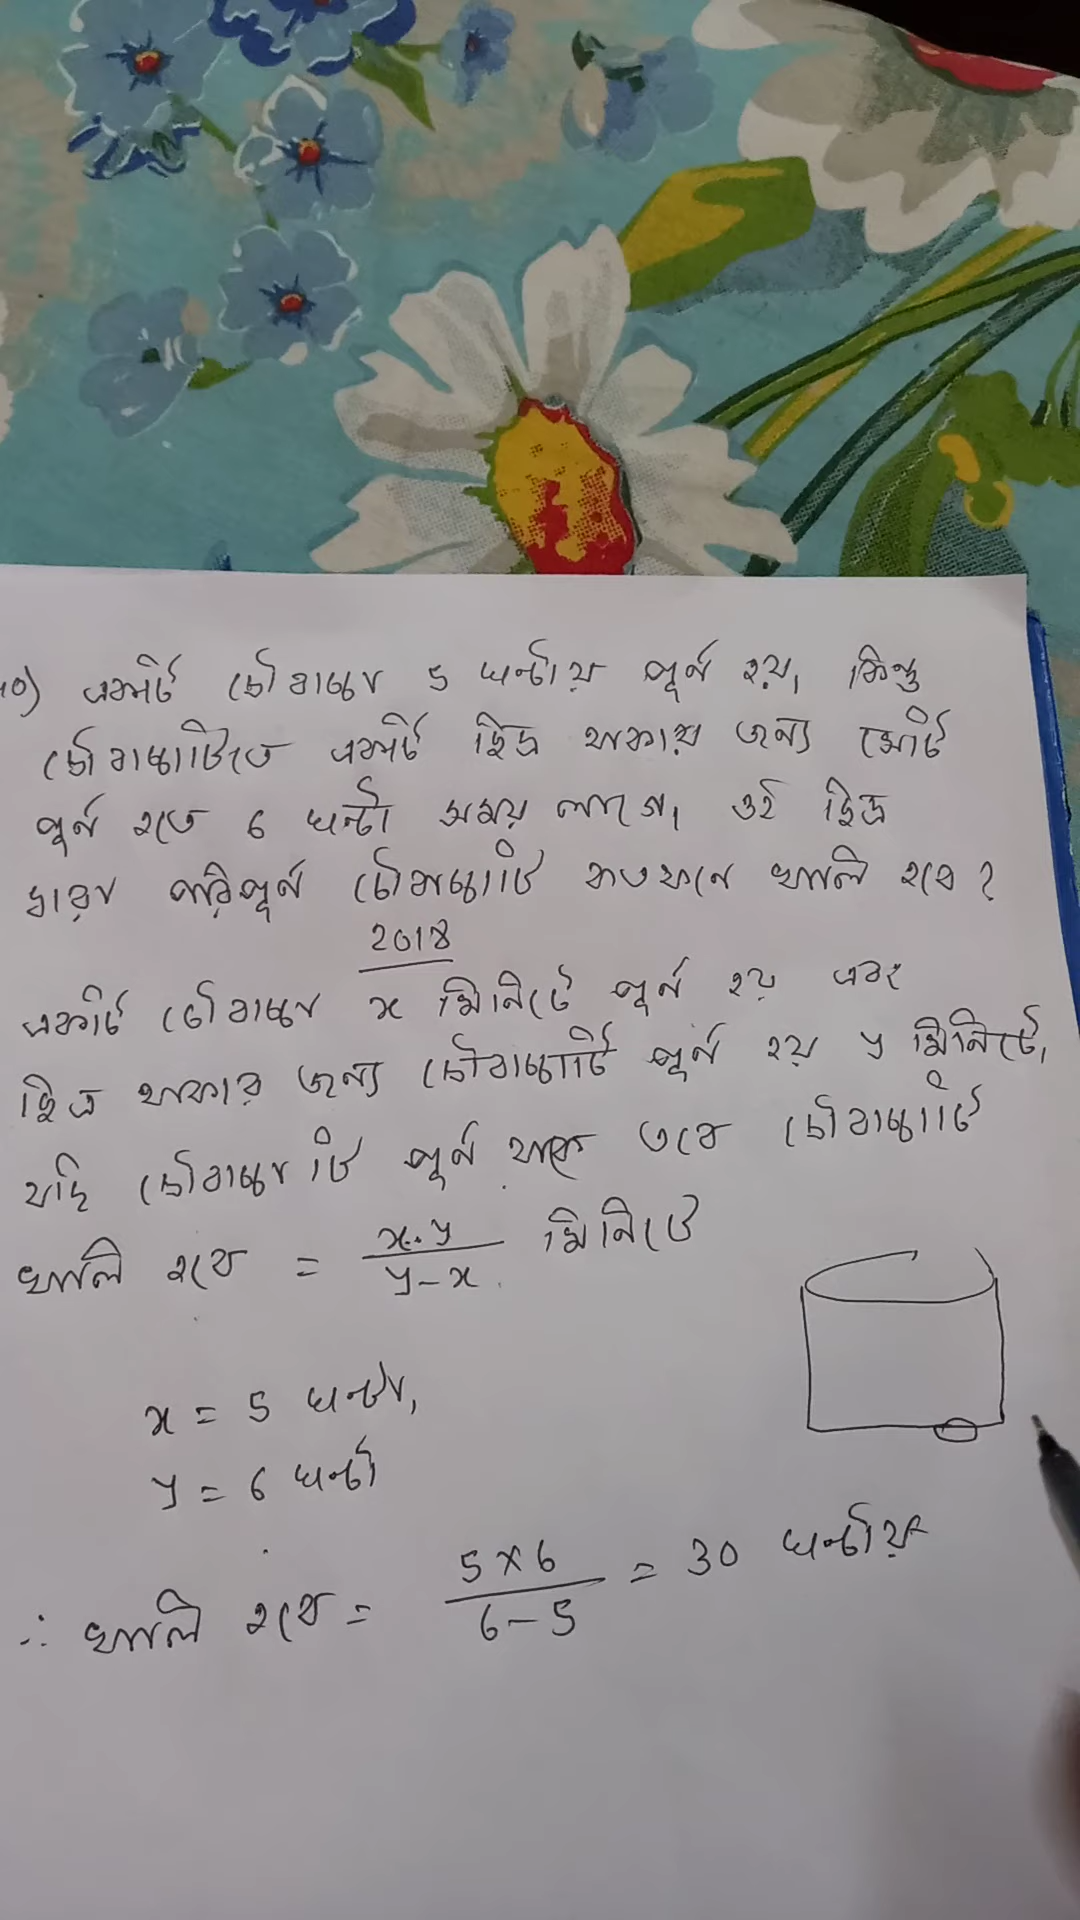 10) একটি চৌবাচ্চা 5 ঘন্টায় পূর্ন হয়, কিন্তু
চৌবাচ্চাটিতে একটি ছিদ্র থাকায় জন্য সেটি
পূর্ন হতে 6 ঘন্টা সময় লাগে, ওই ছিদ্র
দ্বারা পরিপূর্ন চৌবাচ্চাটি কতক্ষনে খালি হবে ?
2018
একটি চৌবাচ্চা x মিনিটে পূর্ন হয় এবং
ছিদ্র থাকার জন্য চৌবাচ্চাটি পূর্ন হয় y মিনিটে,
যদি চৌবাচ্চা টি পূর্ন থাকে তবে চৌবাচ্চাটি
খালি হবে = x.y / y-x মিনিটে
x = 5 ঘন্টা,
y = 6 ঘন্টা
∴ খালি হবে = 5×6 / 6-5 = 30 ঘন্টায়